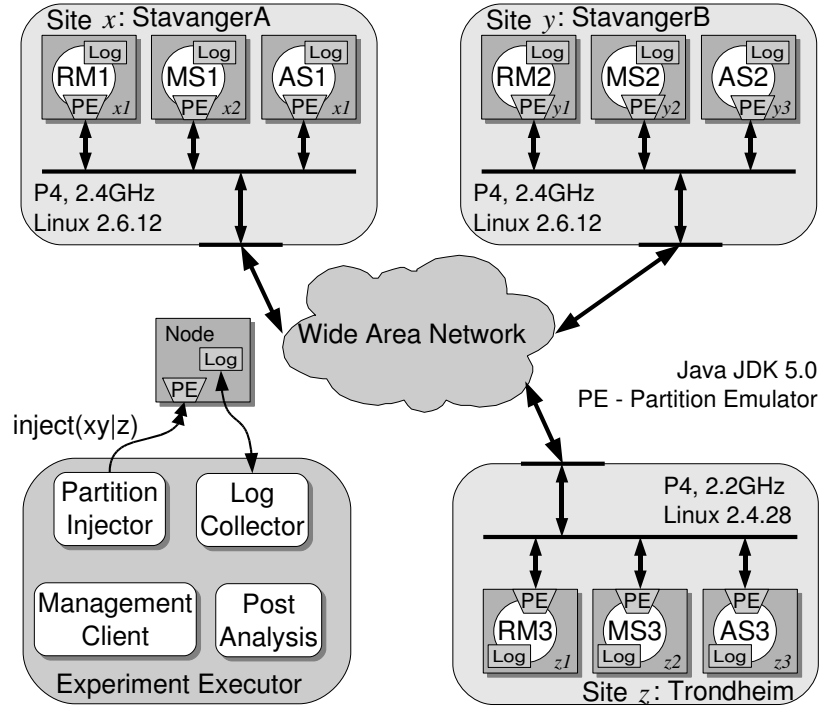 Site x: StavangerA
Log
Log
Log
RM1
MS1
AS1
PE x1
PE x2
PE x1
P4, 2.4GHz
Linux 2.6.12
Site y: StavangerB
Log
Log
Log
RM2
MS2
AS2
PE y1
PE y2
PE y3
P4, 2.4GHz
Linux 2.6.12
Wide Area Network
Node
Log
PE
inject(xy|z)
Java JDK 5.0
PE - Partition Emulator
Partition
Injector
Log
Collector
Management
Client
Post
Analysis
Experiment Executor
P4, 2.2GHz
Linux 2.4.28
PE
PE
PE
RM3
MS3
AS3
Log z1
Log z2
Log z3
Site z: Trondheim